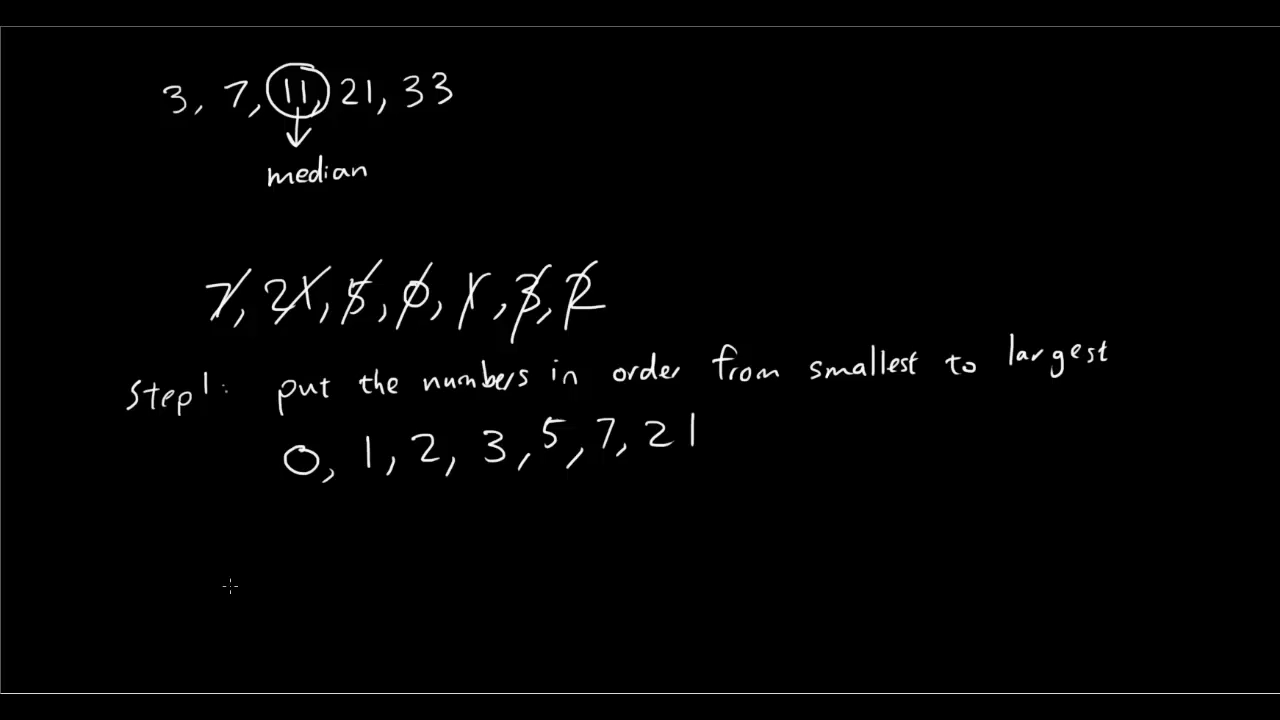 3, 7, 11, 21, 33
median
7, 21, 5, 0, 1, 3, 2
Step 1: put the numbers in order from smallest to largest
0, 1, 2, 3, 5, 7, 21